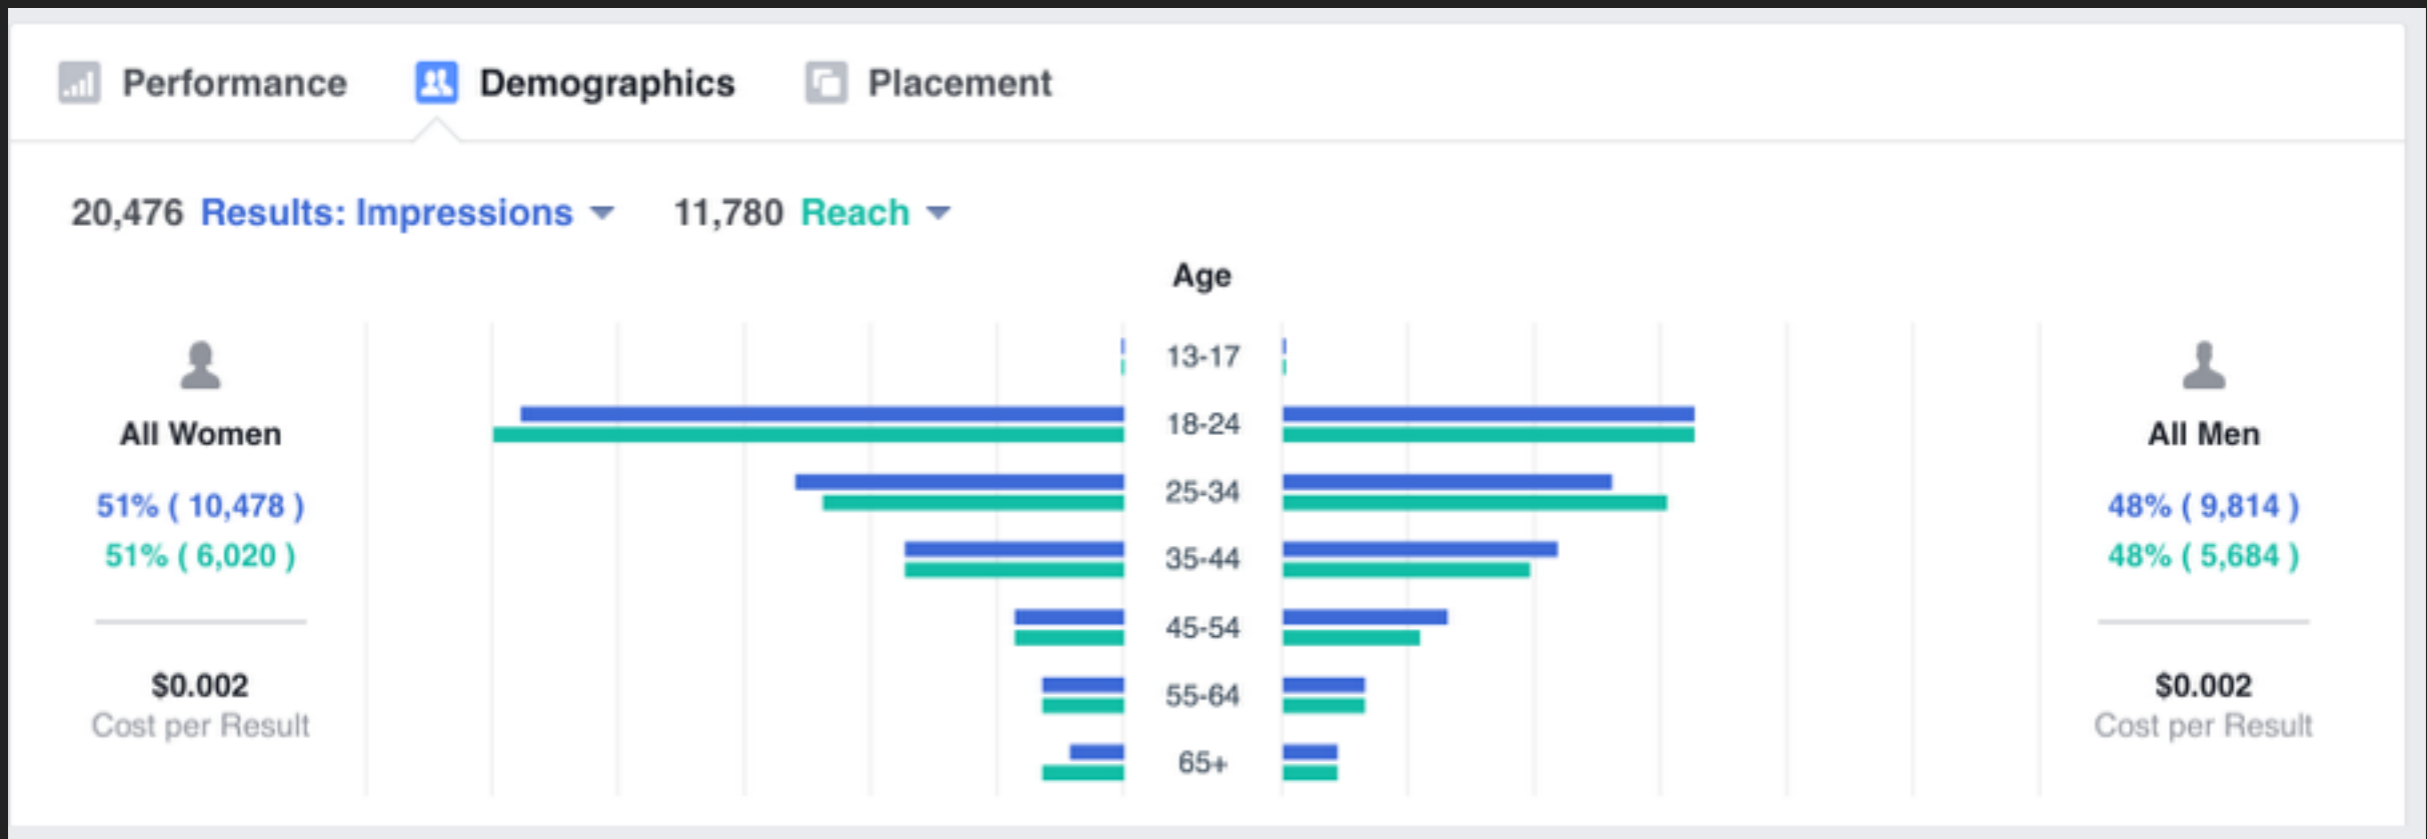 Performance Demographics Placement
20,476 Results: Impressions 11,780 Reach
Age
13-17
18-24
25-34
35-44
45-54
55-64
65+
All Women
51% ( 10,478 )
51% ( 6,020 )
$0.002
Cost per Result
All Men
48% ( 9,814 )
48% ( 5,684 )
$0.002
Cost per Result